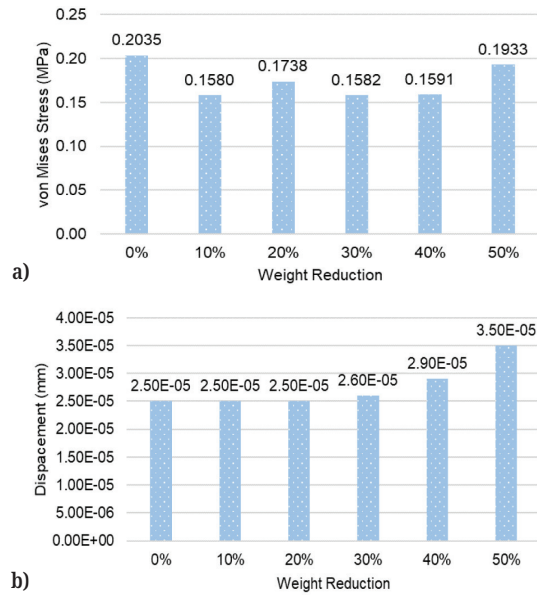 0.25
0.20
0.15
0.10
0.05
0.00
von Mises Stress (MPa)
0.2035
0.1580
0.1738
0.1582
0.1591
0.1933
0% 10% 20% 30% 40% 50%
Weight Reduction
a)
4.00E-05
3.50E-05
3.00E-05
2.50E-05
2.00E-05
1.50E-05
1.00E-05
5.00E-06
0.00E+00
Dispacement (mm)
2.50E-05
2.50E-05
2.50E-05
2.60E-05
2.90E-05
3.50E-05
0% 10% 20% 30% 40% 50%
Weight Reduction
b)